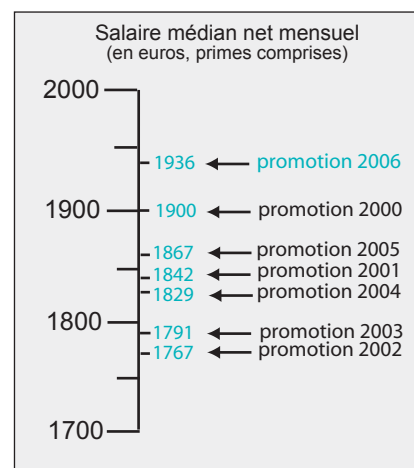 Salaire médian net mensuel
(en euros, primes comprises)
2000
1936 promotion 2006
1900 1900 promotion 2000
1867 promotion 2005
1842 promotion 2001
1829 promotion 2004
1800
1791 promotion 2003
1767 promotion 2002
1700